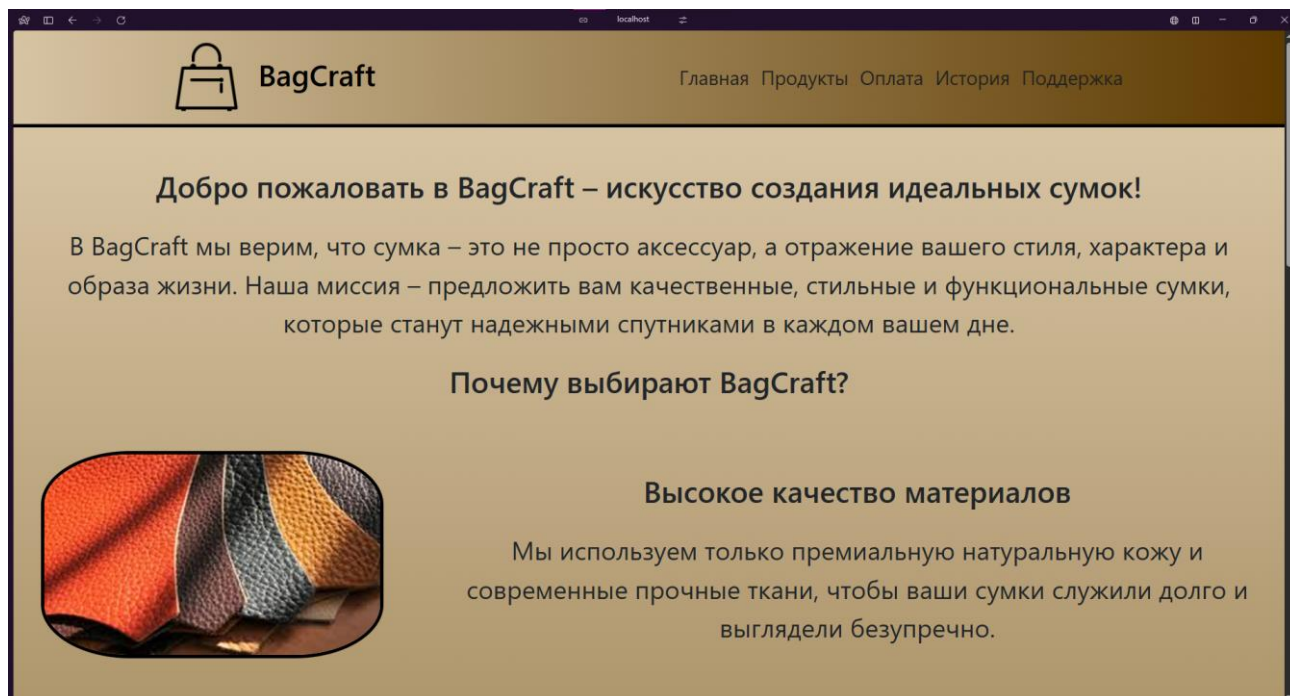 localhost
BagCraft
Главная Продукты Оплата История Поддержка
Добро пожаловать в BagCraft – искусство создания идеальных сумок!
В BagCraft мы верим, что сумка – это не просто аксессуар, а отражение вашего стиля, характера и
образа жизни. Наша миссия – предложить вам качественные, стильные и функциональные сумки,
которые станут надежными спутниками в каждом вашем дне.
Почему выбирают BagCraft?
Высокое качество материалов
Мы используем только премиальную натуральную кожу и
современные прочные ткани, чтобы ваши сумки служили долго и
выглядели безупречно.